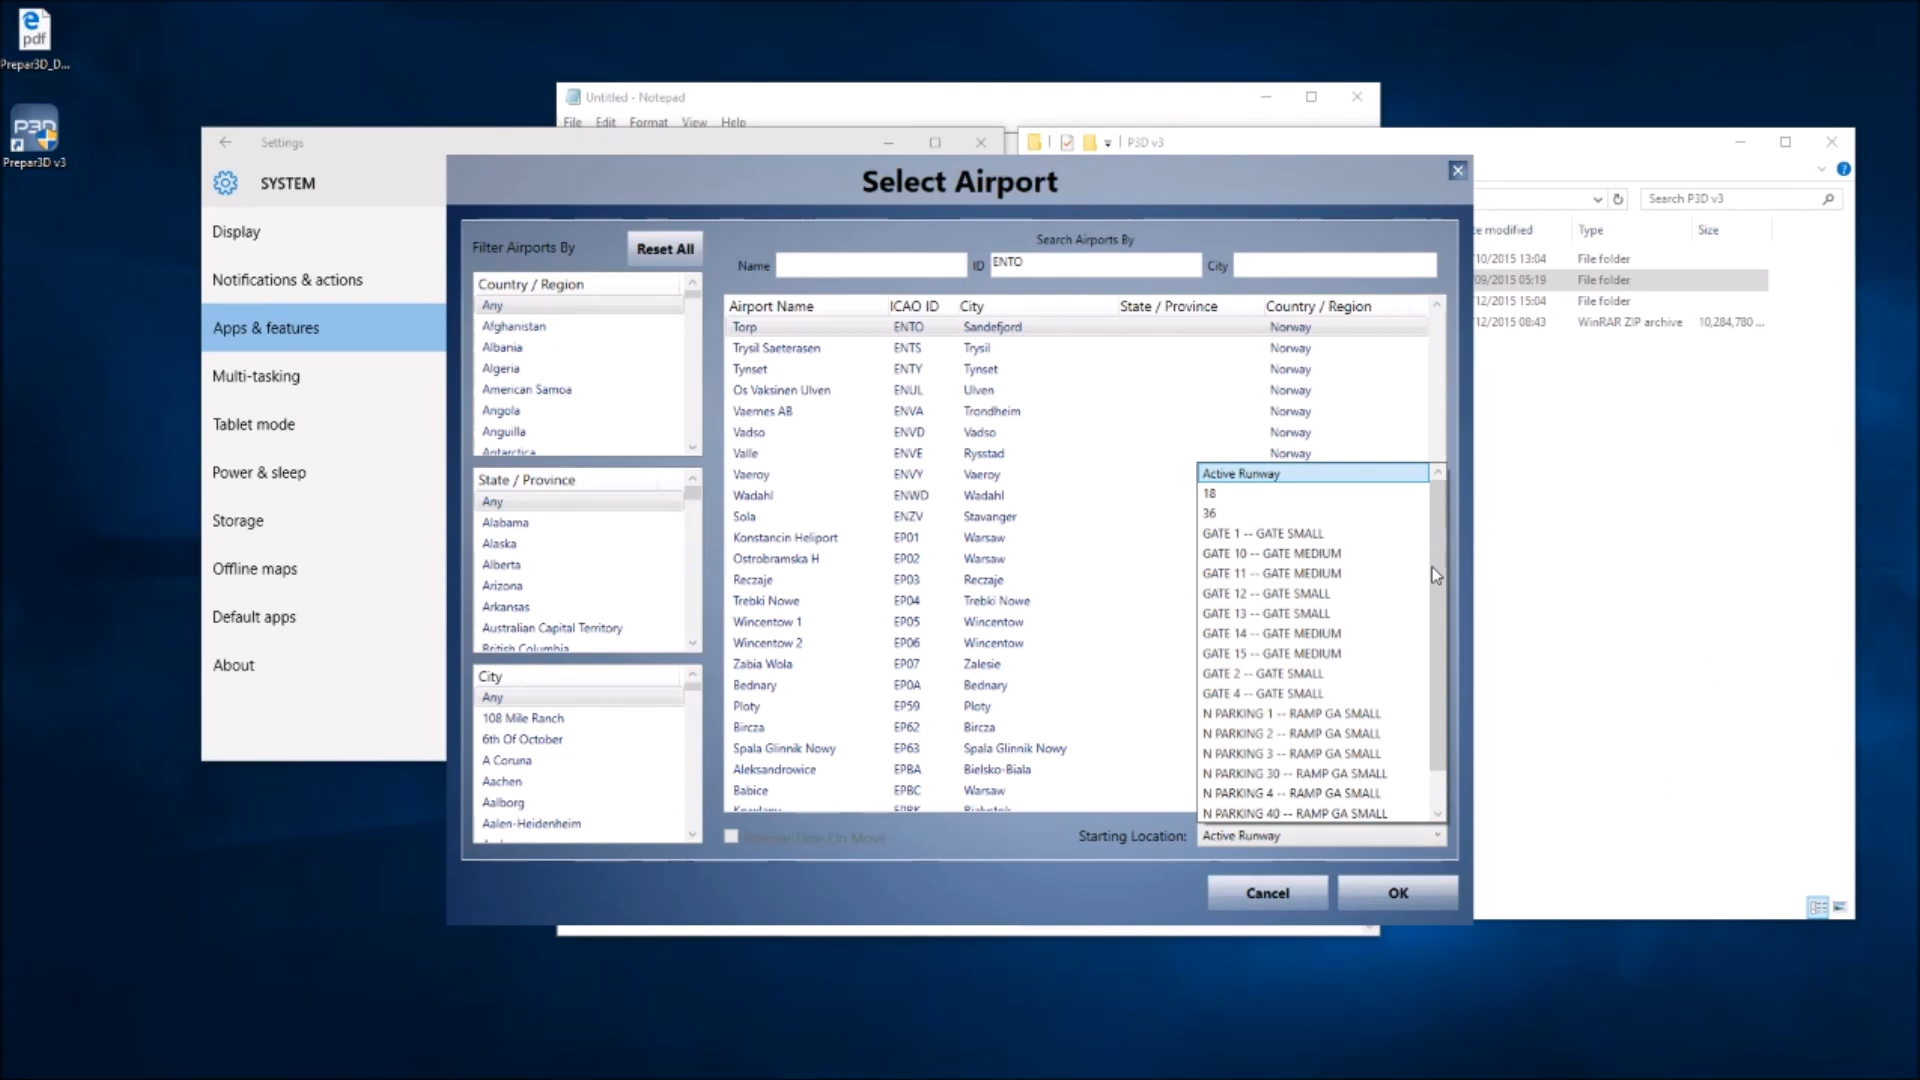 pdf
Prepar3D_D...
P3D
Prepar3D v3
Untitled - Notepad
File Edit Format View Help
Settings
SYSTEM
Display
Notifications & actions
Apps & features
Multi-tasking
Tablet mode
Power & sleep
Storage
Offline maps
Default apps
About
P3D v3
Search P3D v3
te modified Type Size
/10/2015 13:04 File folder
09/2015 05:19 File folder
12/2015 15:04 File folder
12/2015 08:43 WinRAR ZIP archive 10,284,780 ...
Select Airport
Filter Airports By
Reset All
Country / Region
Any
Afghanistan
Albania
Algeria
American Samoa
Angola
Anguilla
Antarctica
State / Province
Any
Alabama
Alaska
Alberta
Arizona
Arkansas
Australian Capital Territory
British Columbia
City
Any
108 Mile Ranch
6th Of October
A Coruna
Aachen
Aalborg
Aalen-Heidenheim
Search Airports By
Name ID ENTO City
Airport Name ICAO ID City State / Province Country / Region
Torp ENTO Sandefjord Norway
Trysil Saeterasen ENTS Trysil Norway
Tynset ENTY Tynset Norway
Os Vaksinen Ulven ENUL Ulven Norway
Vaernes AB ENVA Trondheim Norway
Vadso ENVD Vadso Norway
Valle ENVE Rysstad Norway
Vaeroy ENVY Vaeroy
Wadahl ENWD Wadahl
Sola ENZV Stavanger
Konstancin Heliport EP01 Warsaw
Ostrobramska H EP02 Warsaw
Reczaje EP03 Reczaje
Trebki Nowe EP04 Trebki Nowe
Wincentow 1 EP05 Wincentow
Wincentow 2 EP06 Wincentow
Zabia Wola EP07 Zalesie
Bednary EP0A Bednary
Ploty EP59 Ploty
Bircza EP62 Bircza
Spala Glinnik Nowy EP63 Spala Glinnik Nowy
Aleksandrowice EPBA Bielsko-Biala
Babice EPBC Warsaw
EPBK Bialystok
Active Runway
18
36
GATE 1 -- GATE SMALL
GATE 10 -- GATE MEDIUM
GATE 11 -- GATE MEDIUM
GATE 12 -- GATE SMALL
GATE 13 -- GATE SMALL
GATE 14 -- GATE MEDIUM
GATE 15 -- GATE MEDIUM
GATE 2 -- GATE SMALL
GATE 4 -- GATE SMALL
N PARKING 1 -- RAMP GA SMALL
N PARKING 2 -- RAMP GA SMALL
N PARKING 3 -- RAMP GA SMALL
N PARKING 30 -- RAMP GA SMALL
N PARKING 4 -- RAMP GA SMALL
N PARKING 40 -- RAMP GA SMALL
Time On Move
Starting Location: Active Runway
Cancel
OK